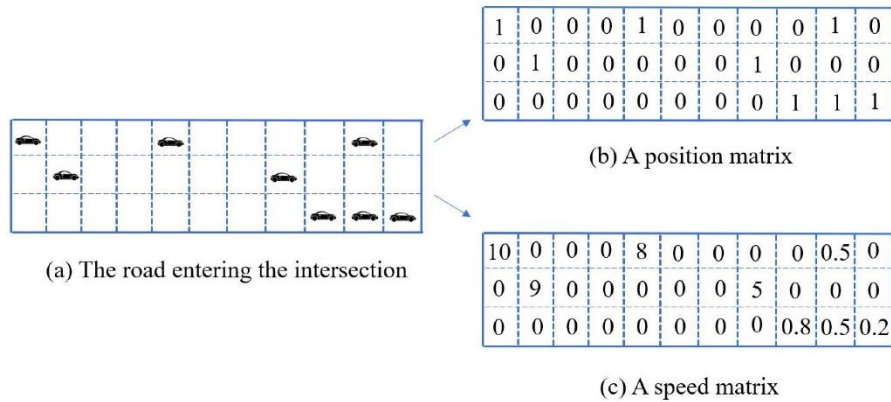 1 0 0 0 1 0 0 0 0 1 0
0 1 0 0 0 0 0 1 0 0 0
0 0 0 0 0 0 0 0 1 1 1
(b) A position matrix
10 0 0 0 8 0 0 0 0 0.5 0
0 9 0 0 0 0 0 5 0 0 0
0 0 0 0 0 0 0 0 0.8 0.5 0.2
(a) The road entering the intersection
(c) A speed matrix